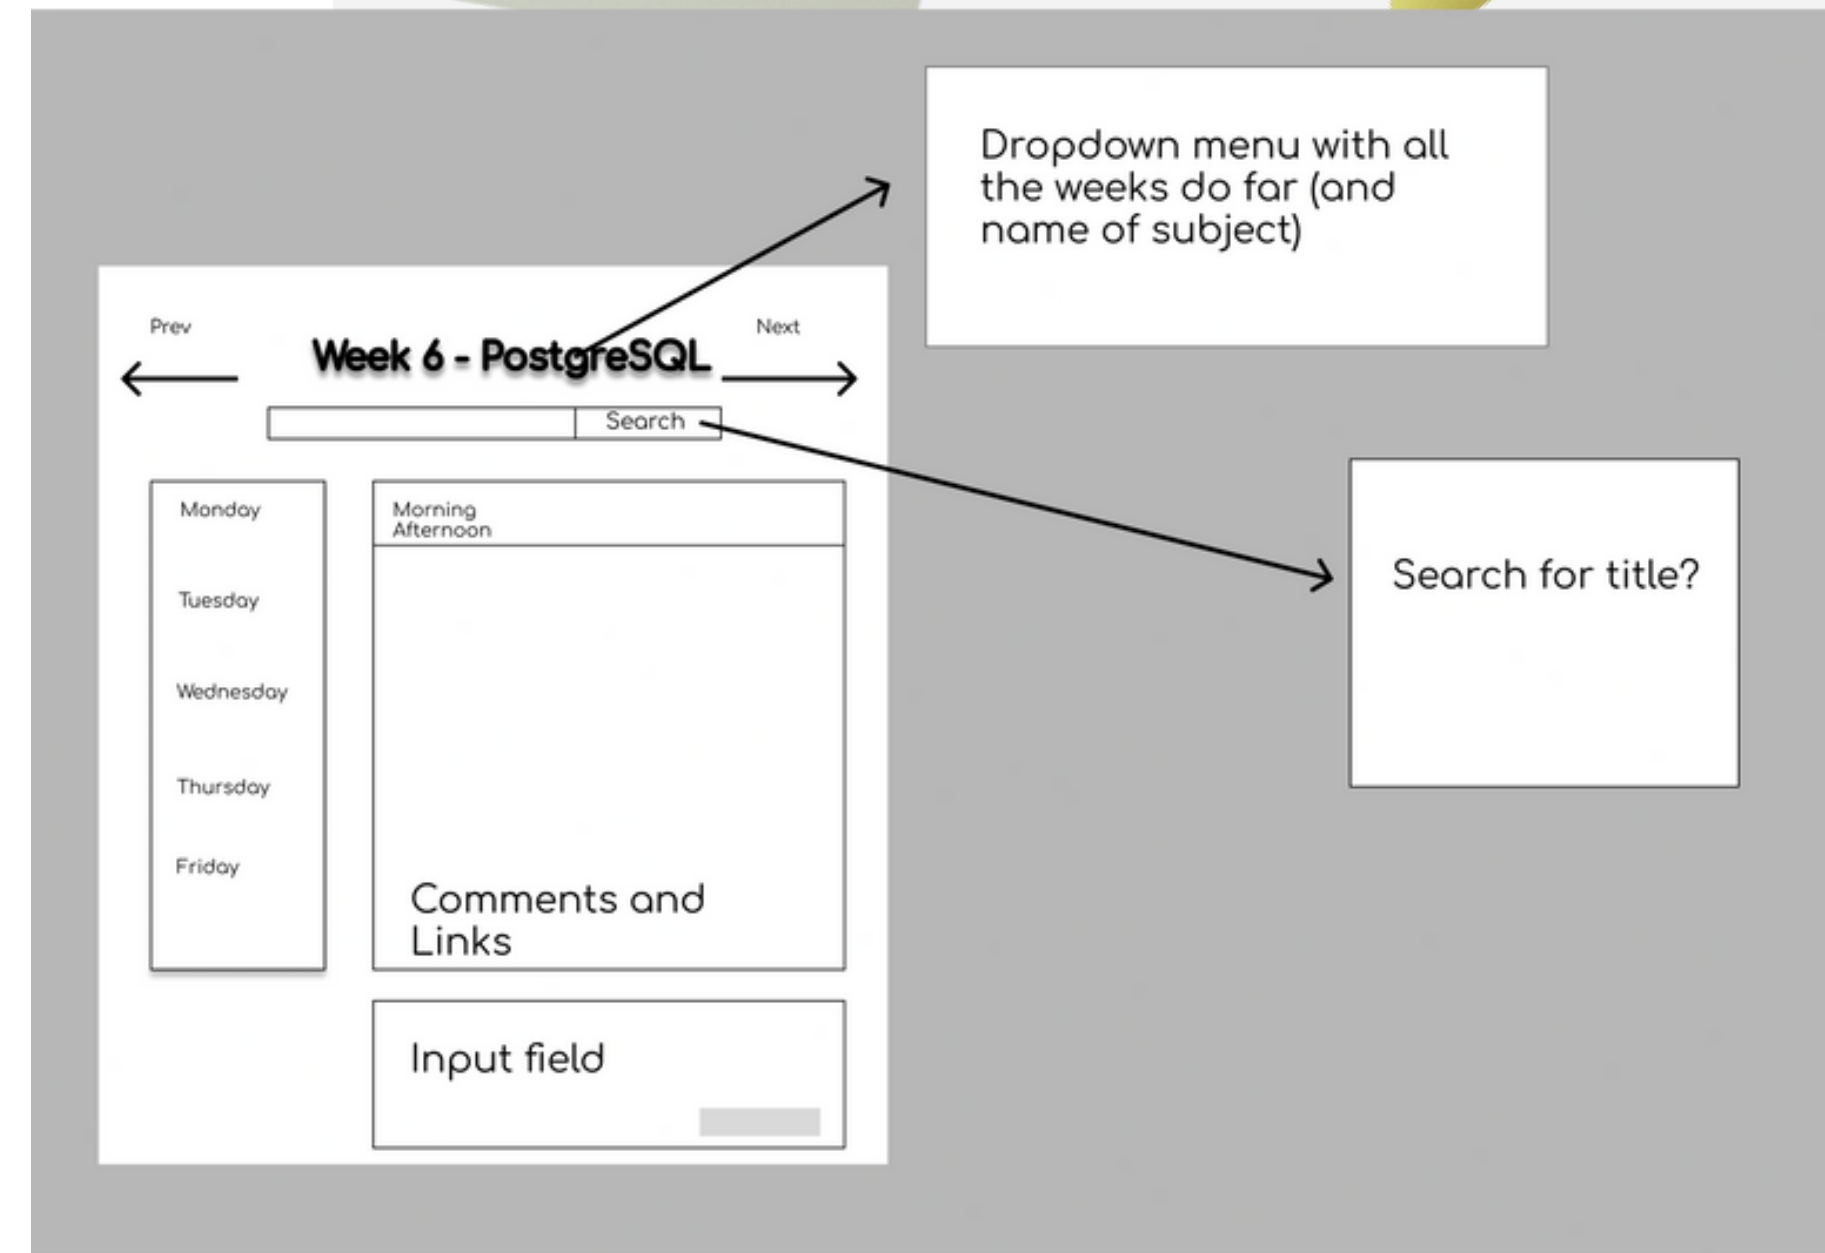 Dropdown menu with all
the weeks do far (and
name of subject)
Prev
Next
Week 6 - PostgreSQL
Search
Search for title?
Monday
Tuesday
Wednesday
Thursday
Friday
Morning
Afternoon
Comments and
Links
Input field